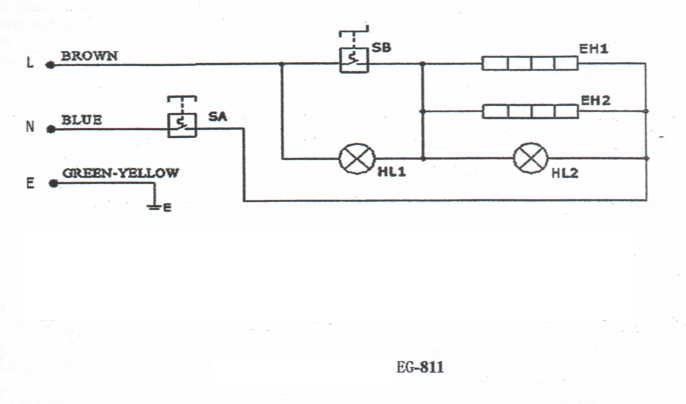 EH1
SB
L BROWN
EH2
N BLUE SA
HL1 HL2
E GREEN-YELLOW
E
EG-811